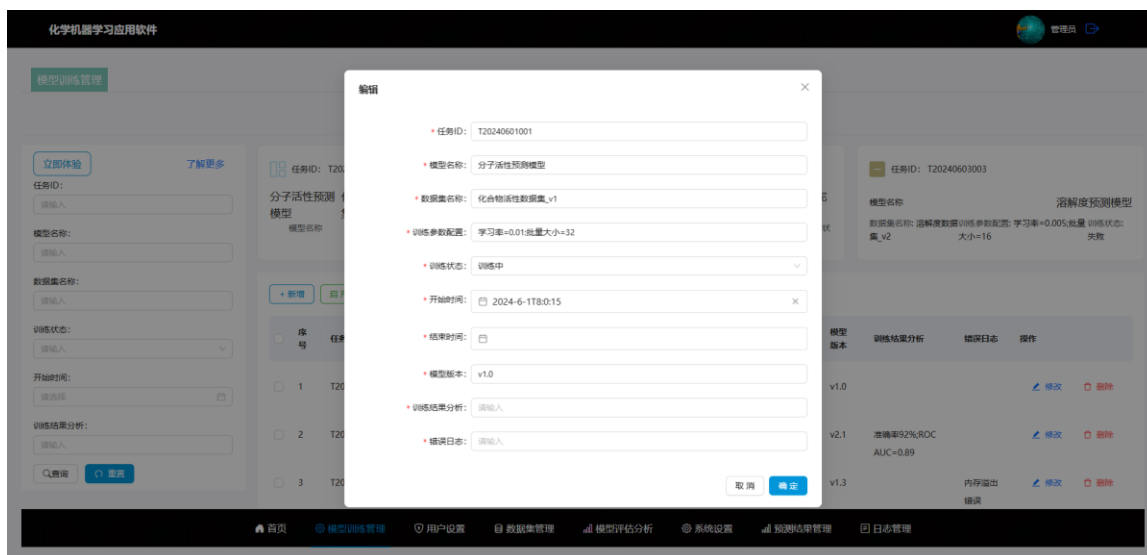 化学机器学习应用软件
管理员
模型训练管理
立即体验
了解更多
任务ID:
请输入
模型名称:
请输入
数据集名称:
请输入
训练状态:
请输入
开始时间:
请选择
训练结果分析:
请输入
查询
重置
任务ID: T202
分子活性预测
模型
模型名称
任务ID: T20240603003
模型名称
溶解度预测模型
数据集名称: 溶解度数据集_v2
训练参数配置: 学习率=0.005;批量大小=16
训练状态: 失败
+ 新增
序号
模型版本
训练结果分析
错误日志
操作
1
T20
v1.0
修改
删除
2
T20
v2.1
准确率92%;ROC
AUC=0.89
修改
删除
3
T20
v1.3
内存溢出
错误
修改
删除
编辑
* 任务ID: T20240601001
* 模型名称: 分子活性预测模型
* 数据集名称: 化合物活性数据集_v1
* 训练参数配置: 学习率=0.01;批量大小=32
* 训练状态: 训练中
* 开始时间: 2024-6-1T8:0:15
* 结束时间:
* 模型版本: v1.0
* 训练结果分析: 请输入
* 错误日志: 请输入
取消
确定
首页
模型训练管理
用户设置
数据集管理
模型评估分析
系统设置
预测结果管理
日志管理